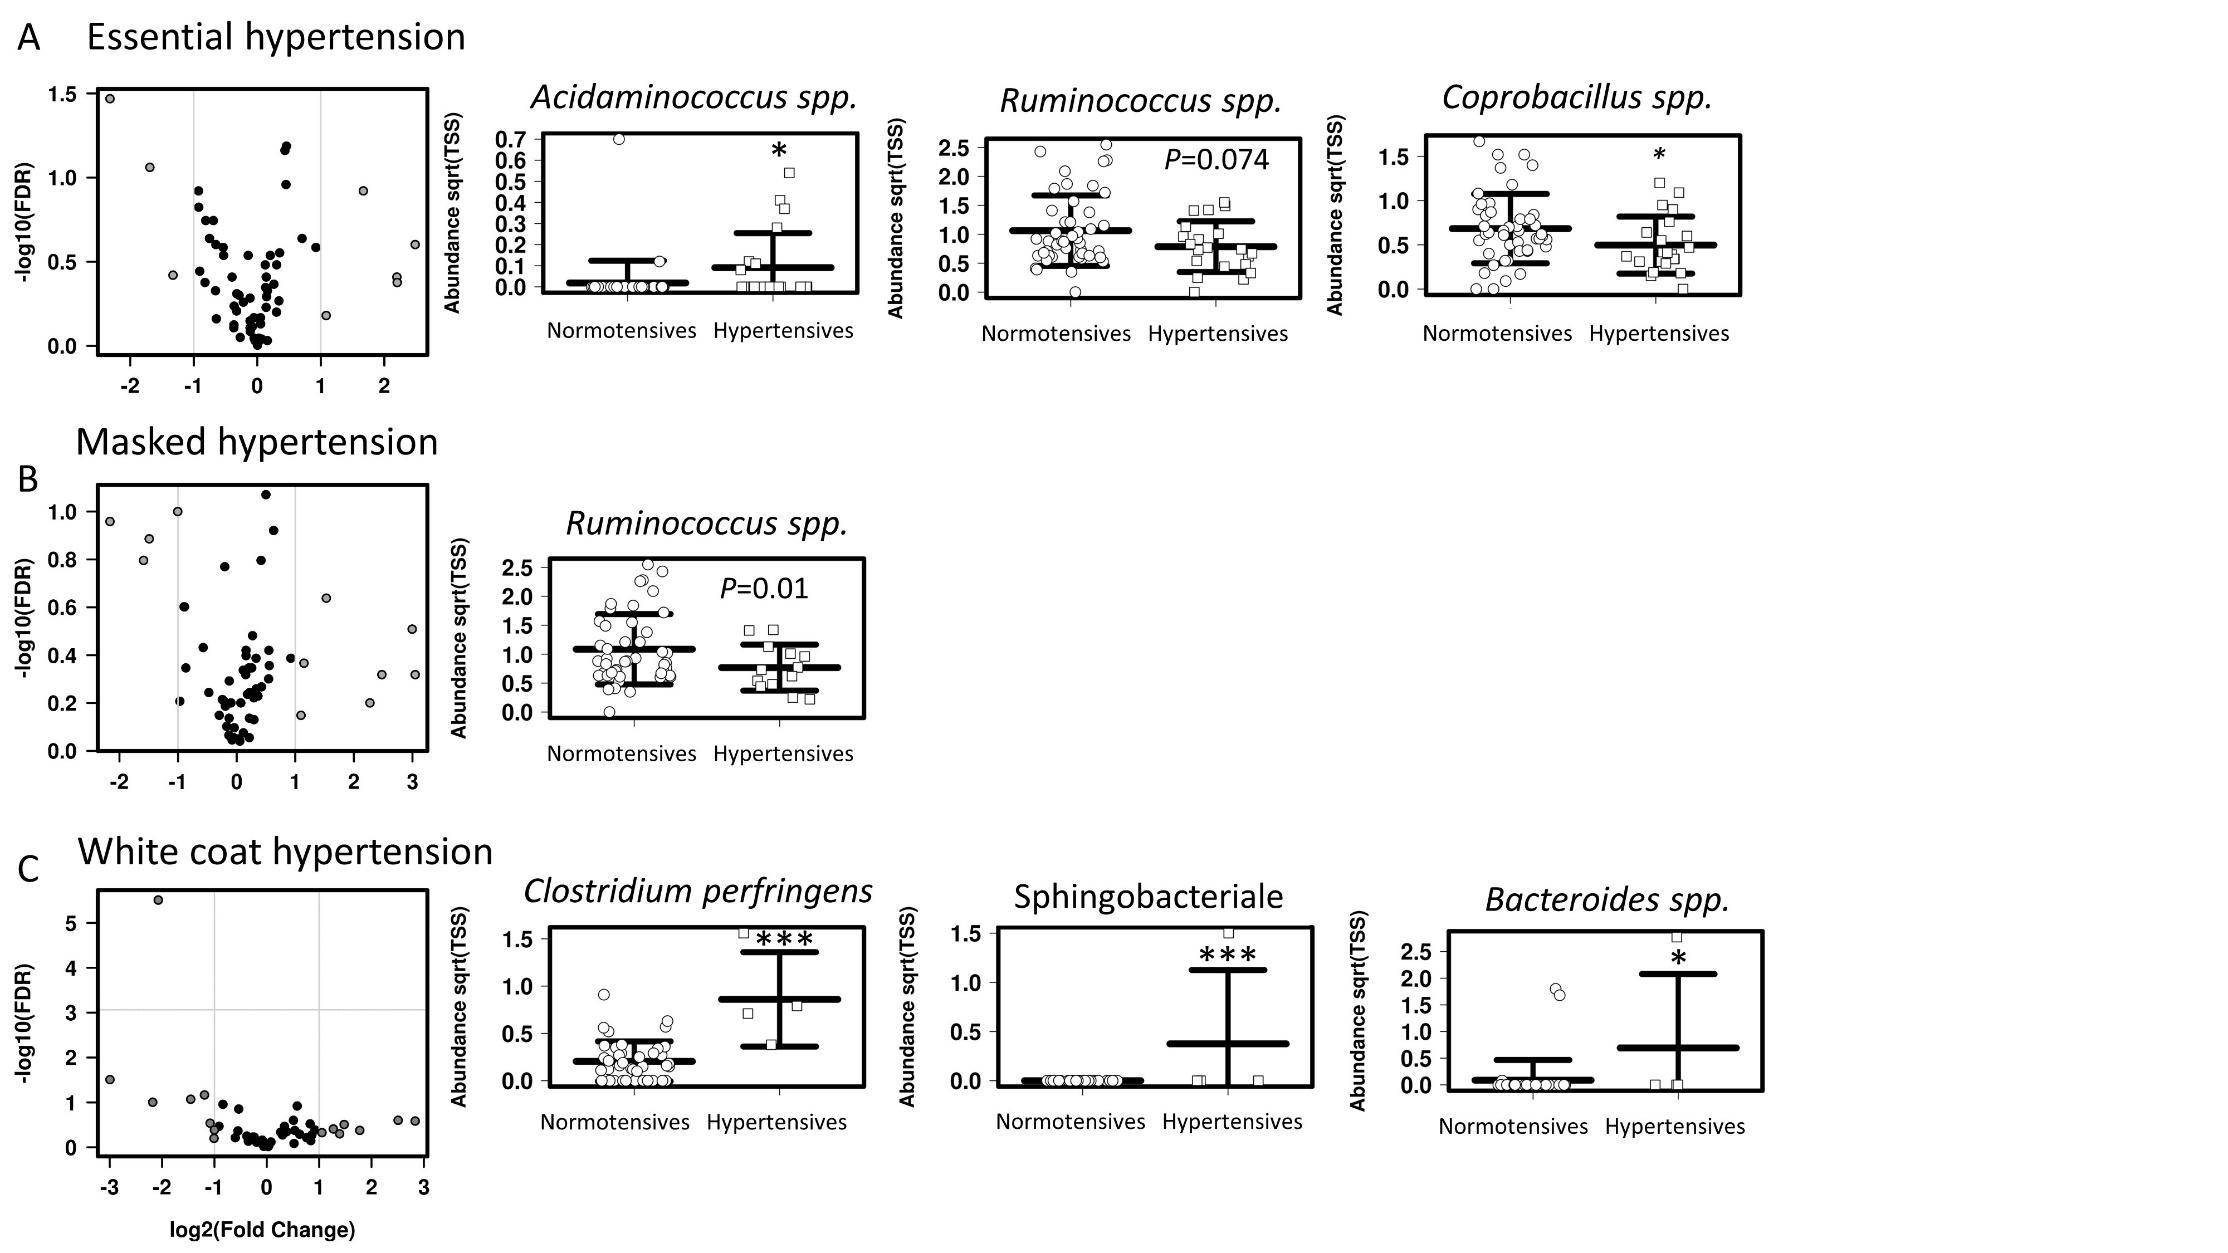 A Essential hypertension
Acidaminococcus spp.
Ruminococcus spp.
Coprobacillus spp.
-log10(FDR)
1.5
1.0
0.5
0.0
-2 -1 0 1 2
Abundance sqrt(TSS)
0.7
0.6
0.5
0.4
0.3
0.2
0.1
0.0
*
Normotensives Hypertensives
Abundance sqrt(TSS)
2.5
2.0
1.5
1.0
0.5
0.0
P=0.074
Normotensives Hypertensives
Abundance sqrt(TSS)
1.5
1.0
0.5
0.0
*
Normotensives Hypertensives
Masked hypertension
B
-log10(FDR)
1.0
0.8
0.6
0.4
0.2
0.0
-2 -1 0 1 2 3
Ruminococcus spp.
Abundance sqrt(TSS)
2.5
2.0
1.5
1.0
0.5
0.0
P=0.01
Normotensives Hypertensives
White coat hypertension
C
-log10(FDR)
5
4
3
2
1
0
-3 -2 -1 0 1 2 3
log2(Fold Change)
Clostridium perfringens
Abundance sqrt(TSS)
1.5
1.0
0.5
0.0
***
Normotensives Hypertensives
Sphingobacteriale
Abundance sqrt(TSS)
1.5
1.0
0.5
0.0
***
Normotensives Hypertensives
Bacteroides spp.
Abundance sqrt(TSS)
2.5
2.0
1.5
1.0
0.5
0.0
*
Normotensives Hypertensives